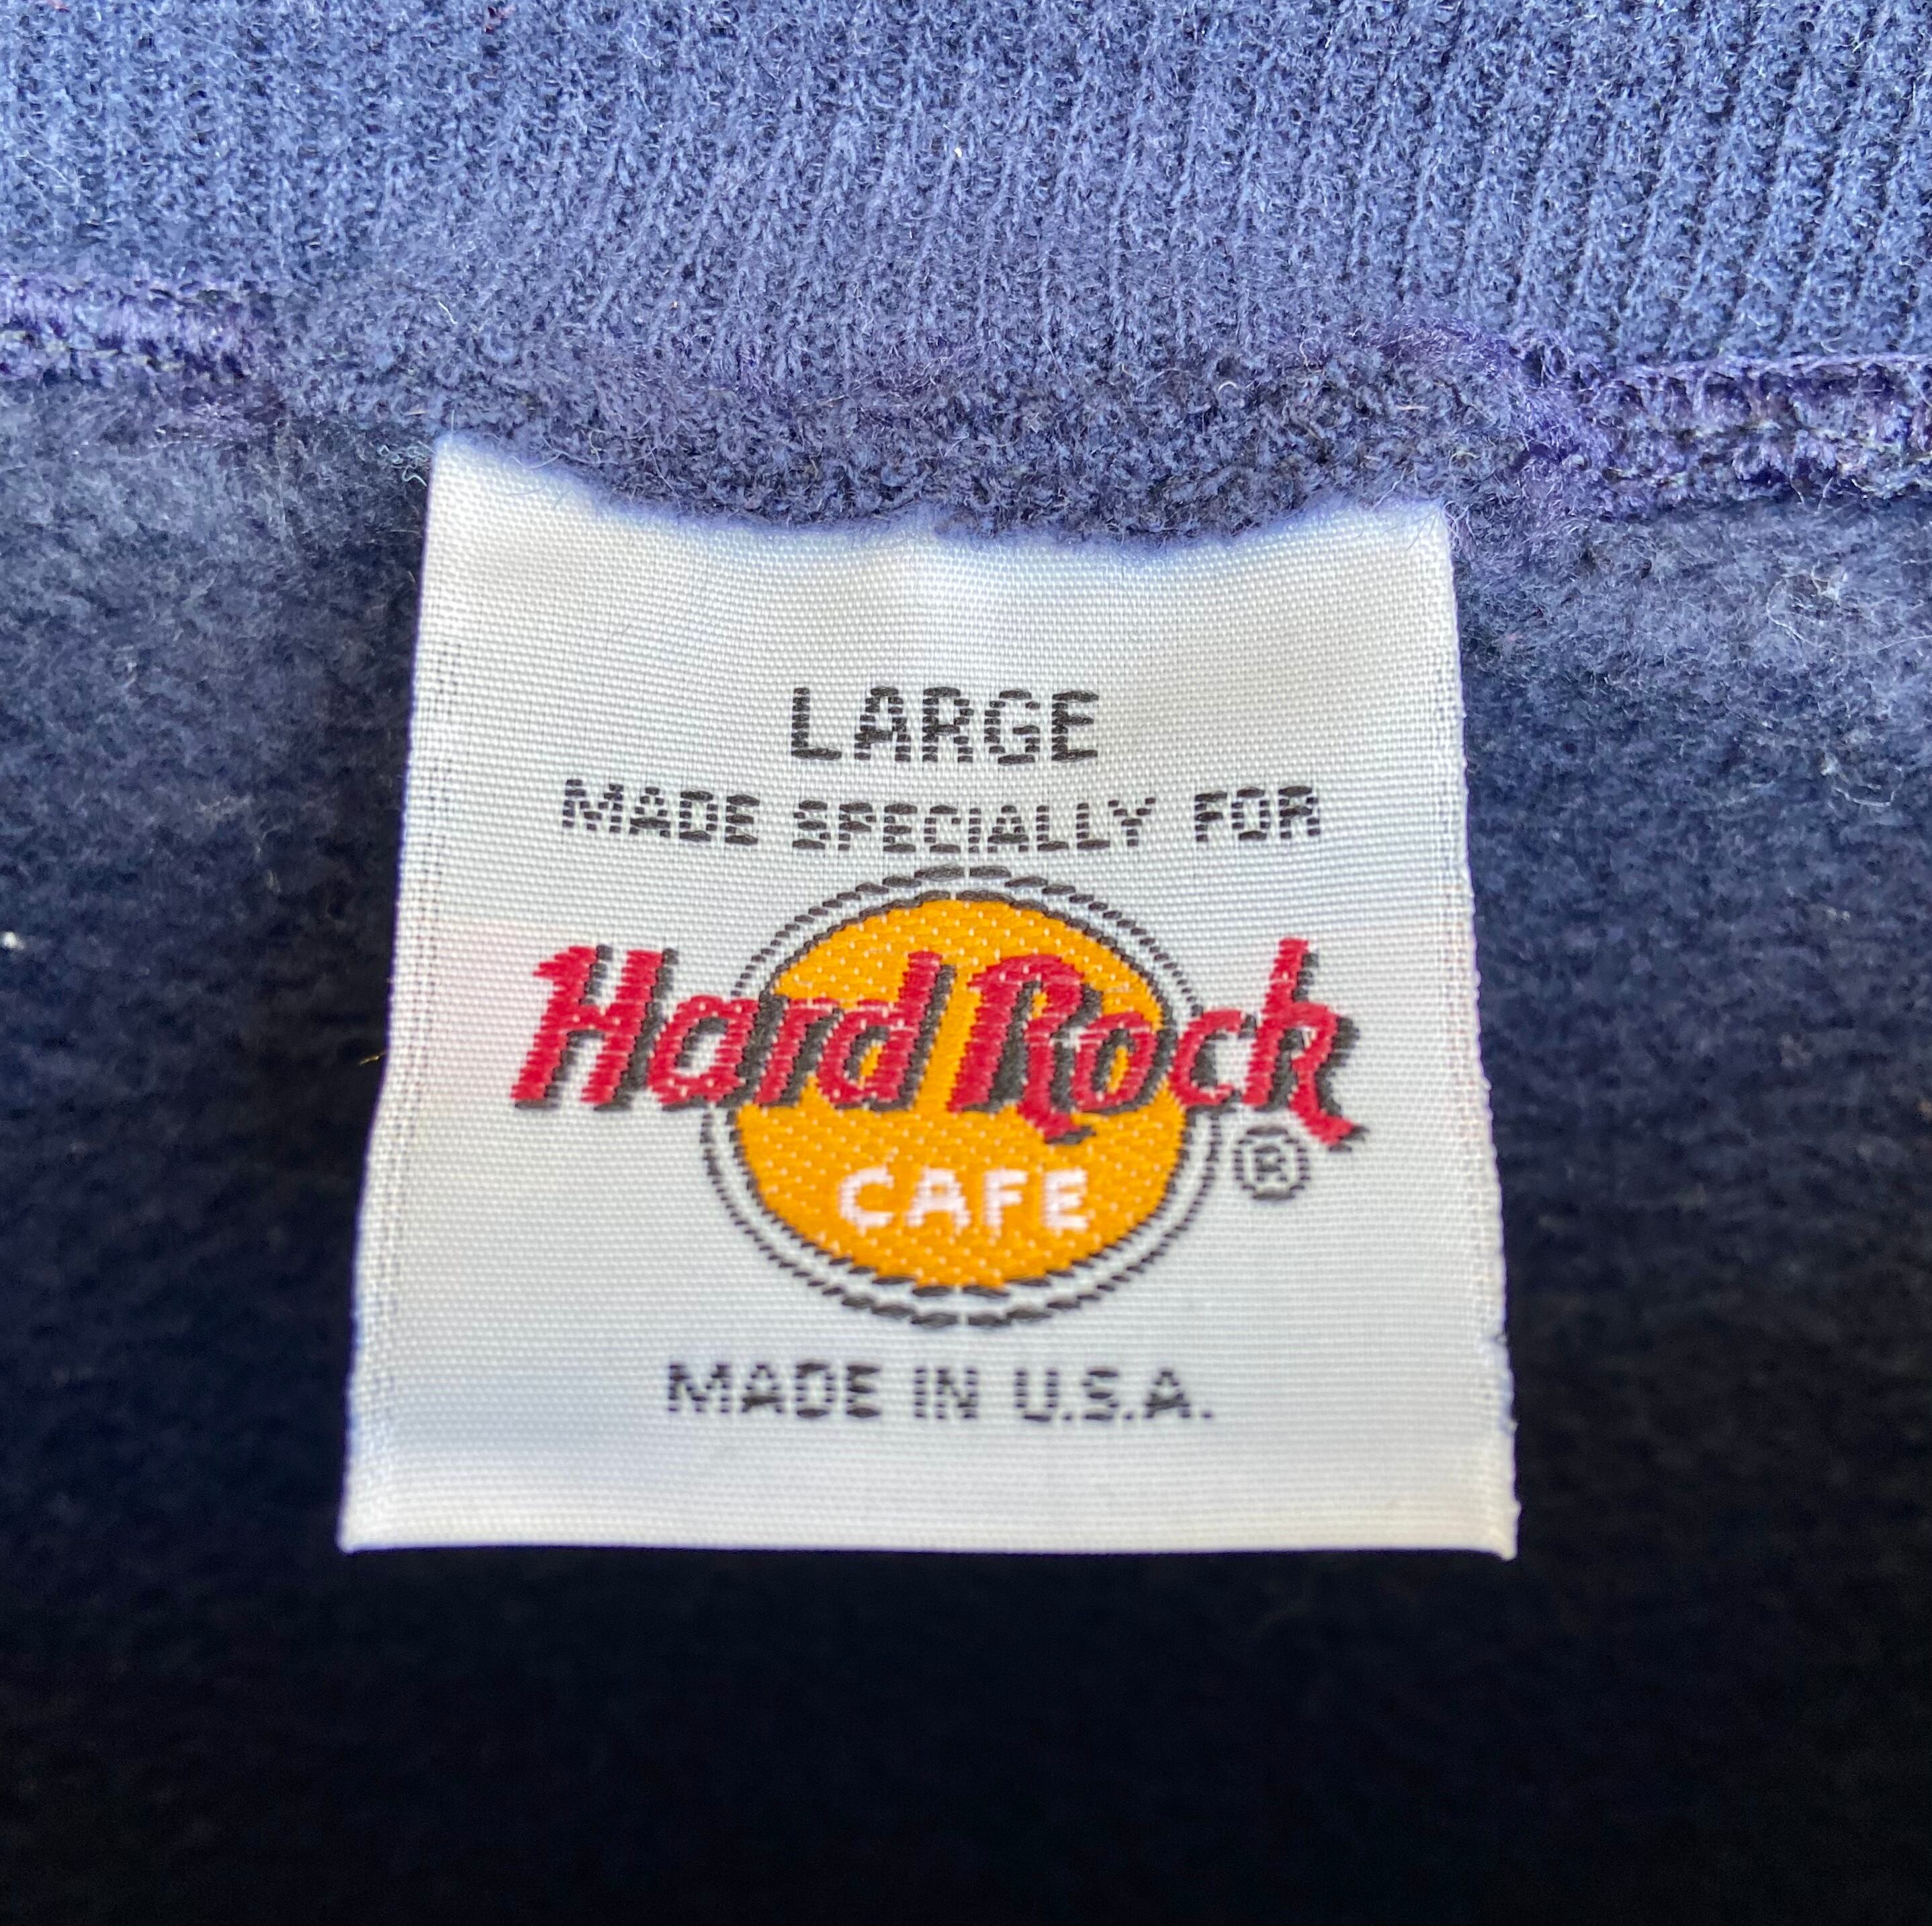 LARGE
MADE SPECIALLY FOR
Hard Rock
CAFE ®
MADE IN U.S.A.